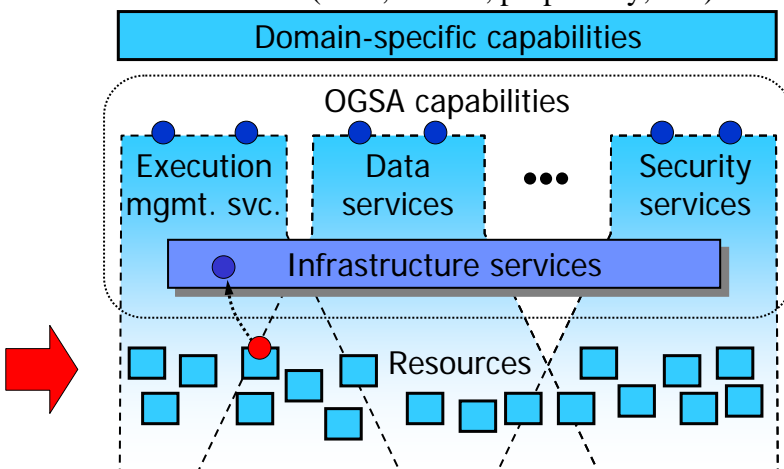 Domain-specific capabilities
OGSA capabilities
Execution
mgmt. svc.
Data
services
•••
Security
services
Infrastructure services
Resources